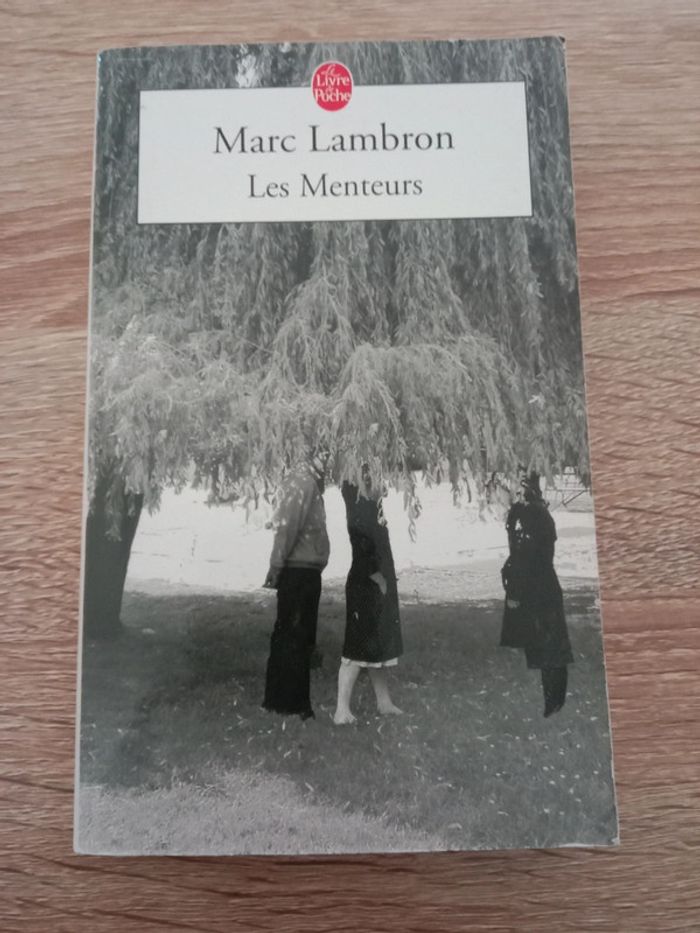 Le
Livre
de
Poche
Marc Lambron
Les Menteurs